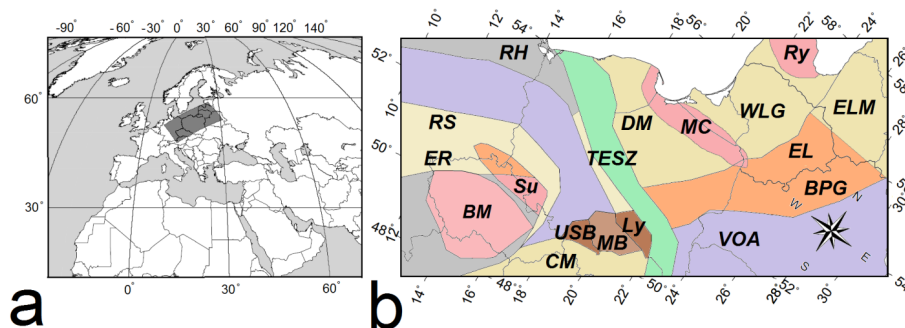 -90 -60 -30 0 30 60 90 120 140
60°
30°
0° 30° 60°
a
10° 54° 14° 16° 18° 56° 20° 22° 58° 24°
52°
10°
50°
48°
12°
RH
Ry
RS
DM
MC
WLG
ELM
ER
TESZ
EL
Su
BPG
BM
USB
MB
Ly
VOA
CM
N
W
E
S
26°
30°
14° 48° 18° 20° 22° 50° 24° 26° 28° 52° 30°
b